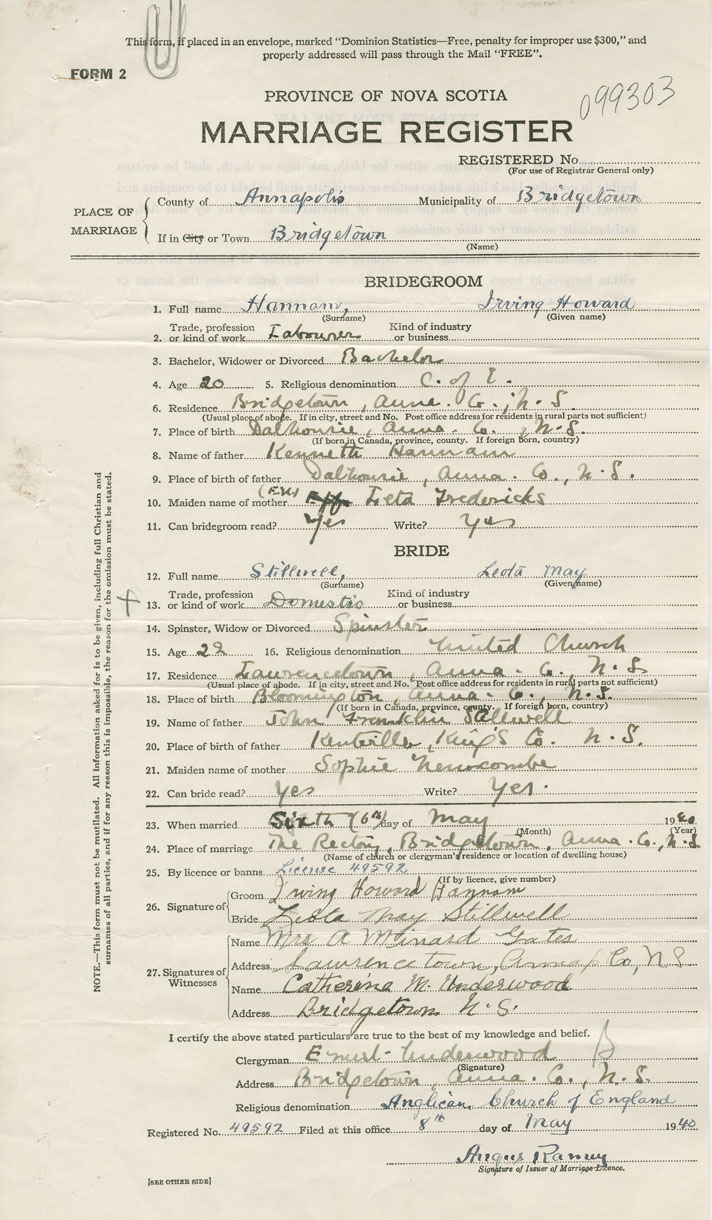 This form, if placed in an envelope, marked “Dominion Statistics—Free, penalty for improper use $300,” and
properly addressed will pass through the Mail “FREE”.
FORM 2
099303
PROVINCE OF NOVA SCOTIA
MARRIAGE REGISTER
REGISTERED No.
(For use of Registrar General only)
PLACE OF MARRIAGE
County of Annapolis Municipality of Bridgetown
If in City or Town Bridgetown
(Name)
BRIDEGROOM
1. Full name Hannam, Irving Howard
(Surname) (Given name)
2. Trade, profession or kind of work Labourer Kind of industry or business
3. Bachelor, Widower or Divorced Bachelor
4. Age 20 5. Religious denomination C. of E.
6. Residence Bridgetown, Anna. Co., N.S.
(Usual place of abode. If in city, street and No. Post office address for residents in rural parts not sufficient)
7. Place of birth Dalhousie, Anna. Co., N.S.
(If born in Canada, province, county. If foreign born, country)
8. Name of father Kenneth Hannam
9. Place of birth of father Dalhousie, Anna. Co., N.S.
10. Maiden name of mother Leta Fredericks
11. Can bridegroom read? Yes Write? Yes
BRIDE
12. Full name Stillwell, Leota May
(Surname) (Given name)
13. Trade, profession or kind of work Domestic Kind of industry or business
14. Spinster, Widow or Divorced Spinster
15. Age 22 16. Religious denomination United Church
17. Residence Lawrencetown, Anna. Co., N.S
(Usual place of abode. If in city, street and No. Post office address for residents in rural parts not sufficient)
18. Place of birth Bloomington, Anna. Co., N.S.
(If born in Canada, province, county. If foreign born, country)
19. Name of father John Franklin Stillwell
20. Place of birth of father Kentville, King's Co. N.S.
21. Maiden name of mother Sophie Newcombe
22. Can bride read? Yes Write? Yes.
23. When married Sixth (6th) day of May 1940
(Month) (Year)
24. Place of marriage The Rectory, Bridgetown, Anna. Co., N.S
(Name of church or clergyman's residence or location of dwelling house)
25. By licence or banns License 49592
(If by licence, give number)
26. Signature of
Groom Irving Howard Hannam
Bride Leota May Stillwell
27. Signatures of Witnesses
Name Mrs A Meinard Gates
Address Lawrencetown, Annap. Co, N S
Name Catherine M. Underwood
Address Bridgetown N.S.
I certify the above stated particulars are true to the best of my knowledge and belief.
Clergyman Ernest Underwood
(Signature)
Address Bridgetown, Anna. Co., N.S.
Religious denomination Anglican, Church of England
Registered No. 49592 Filed at this office 8th day of May 1940
Angus Ramey
Signature of Issuer of Marriage Licence.
[SEE OTHER SIDE]
NOTE.—This form must not be mutilated. All information asked for is to be given, including full Christian and
surnames of all parties, and if for any reason this is impossible, the reason for the omission must be stated.